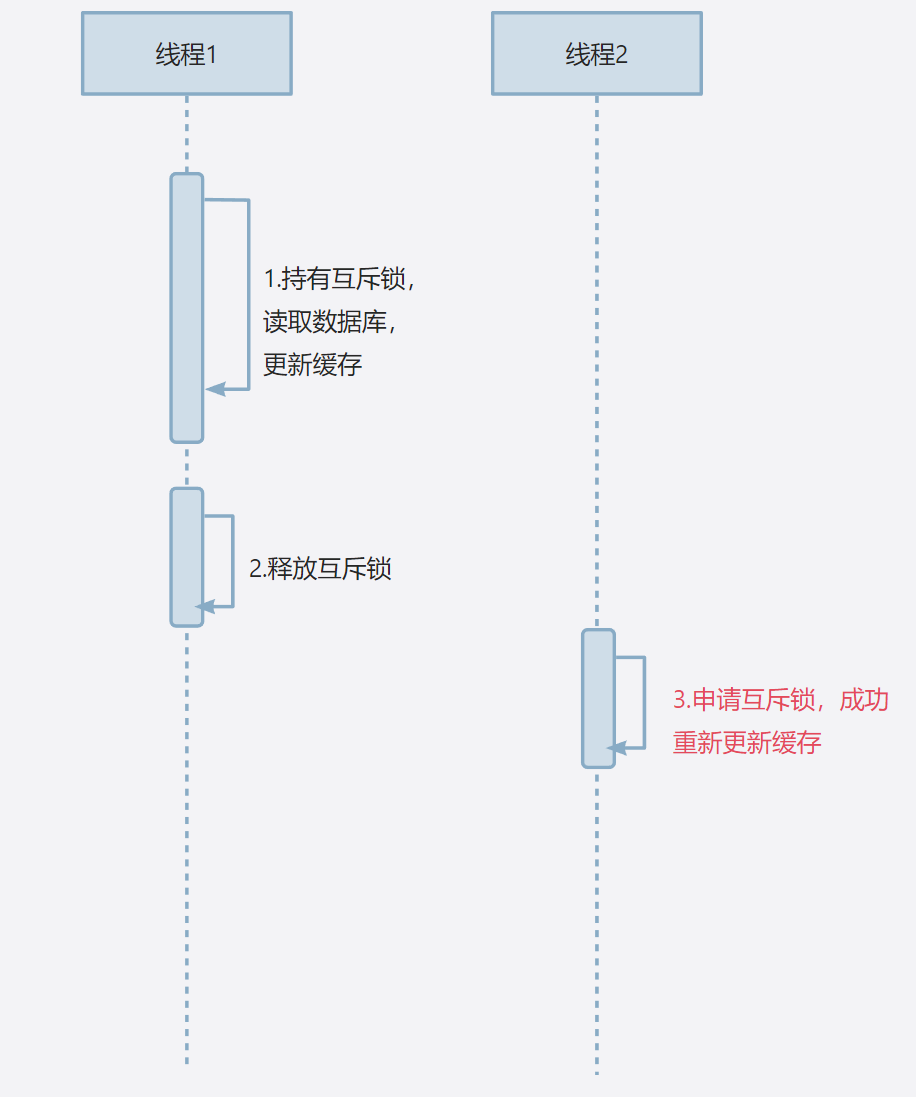 线程1
线程2
1.持有互斥锁，
读取数据库，
更新缓存
2.释放互斥锁
3.申请互斥锁，成功
重新更新缓存